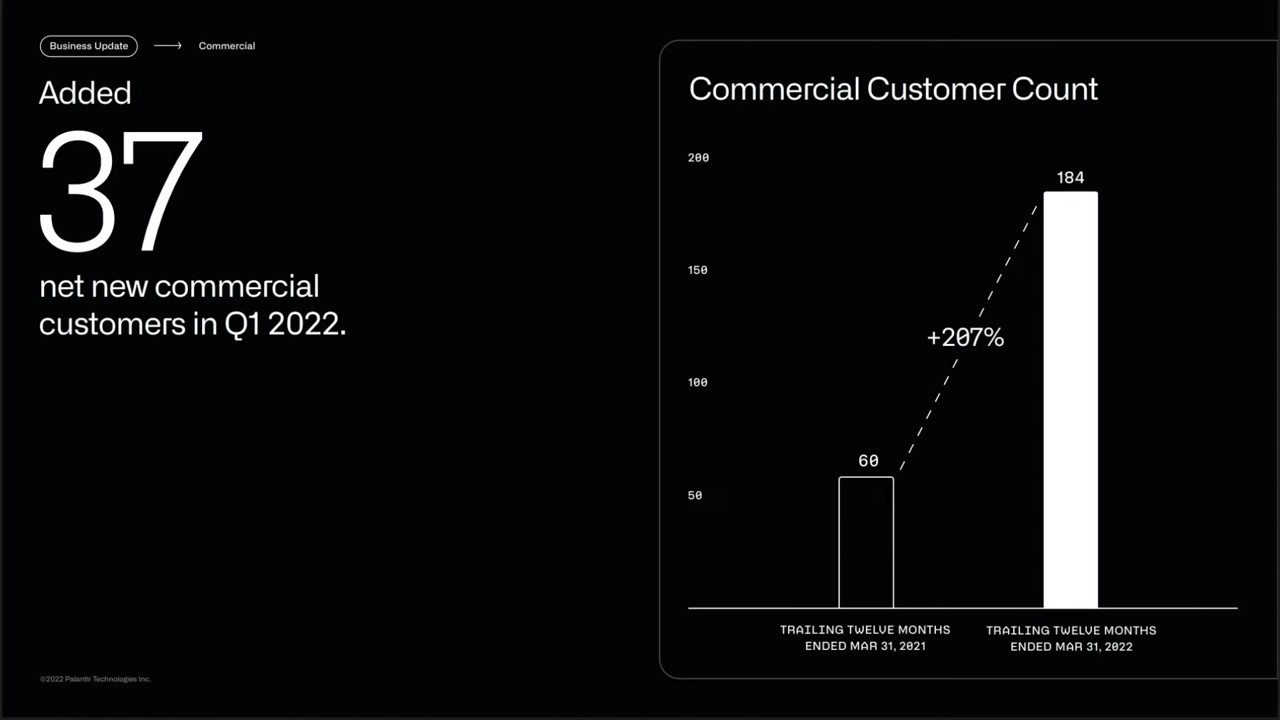 Business Update → Commercial
Added
37
net new commercial
customers in Q1 2022.
Commercial Customer Count
200
184
150
+207%
100
60
50
TRAILING TWELVE MONTHS
ENDED MAR 31, 2021
TRAILING TWELVE MONTHS
ENDED MAR 31, 2022
©2022 Palantir Technologies Inc.